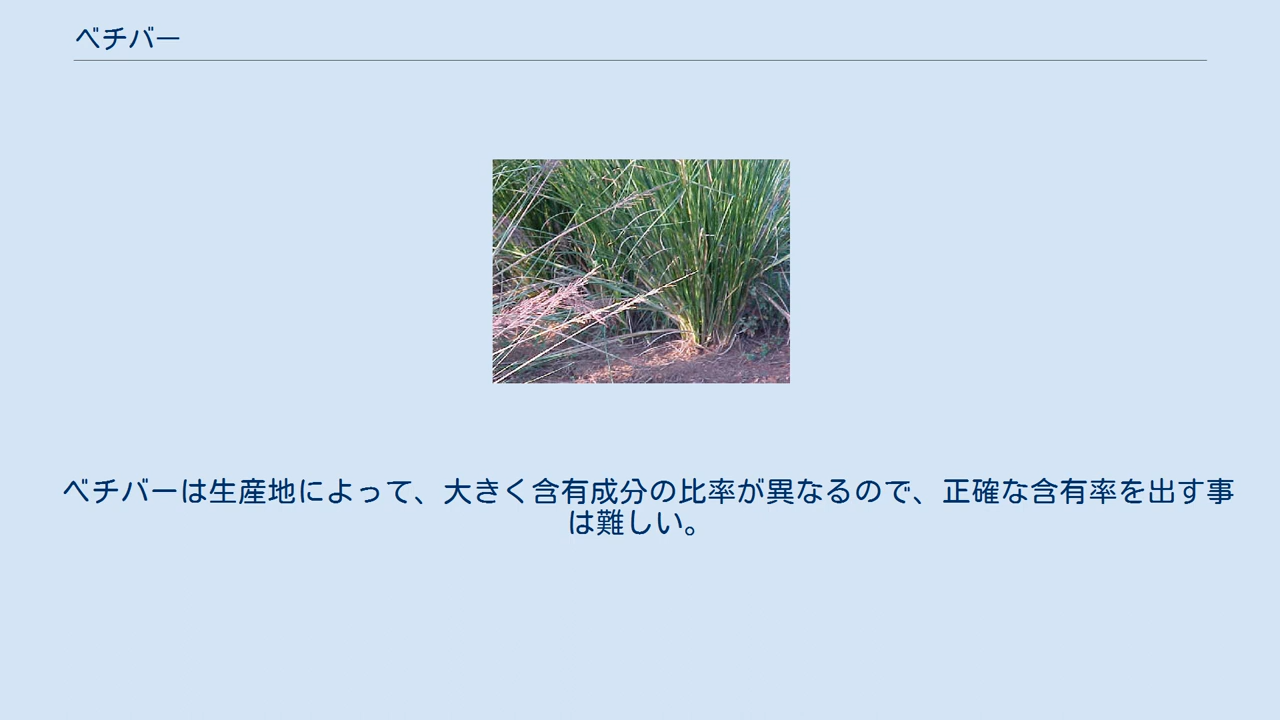 ベチバー
ベチバーは生産地によって、大きく含有成分の比率が異なるので、正確な含有率を出す事
は難しい。